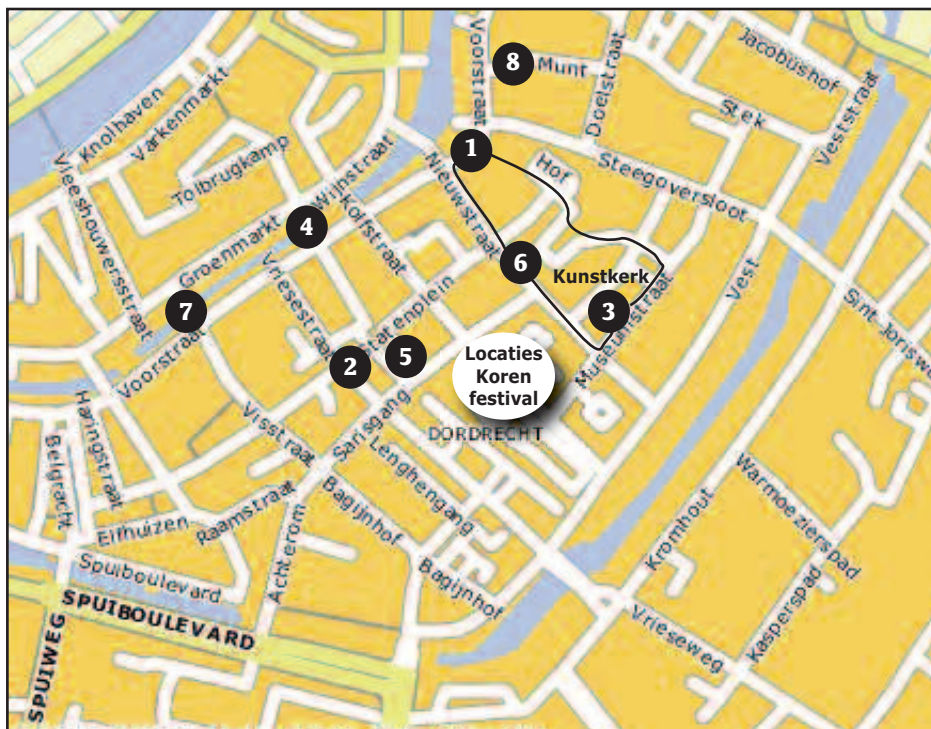 Voorstraat
8
Munt
Jacobushof
Doelstraat
Stek
Veststraat
Knolhaven
Varkenmarkt
Vleeshouwersstraat
Tolbrugkamp
Wijnstraat
1
Nieuwstraat
Hof
Steegoversloot
4
Kolfstraat
Groenmarkt
Vriesestraat
6
Kunstkerk
Vest
7
3
Museumstraat
Voorstraat
Statenplein
2
5
Locaties
Koren
festival
DORDRECHT
Sint Jorisw
Haringstraat
Belgracht
Visstraat
Sarisgang
Lenghengang
Bagijnhof
Raamstraat
Elfhuizen
Achterom
Bagijnhof
Spuiboulevard
SPUIBOULEVARD
SPUIWEG
Kromhout
Warmoezierspad
Kasperspad
Vrieseweg